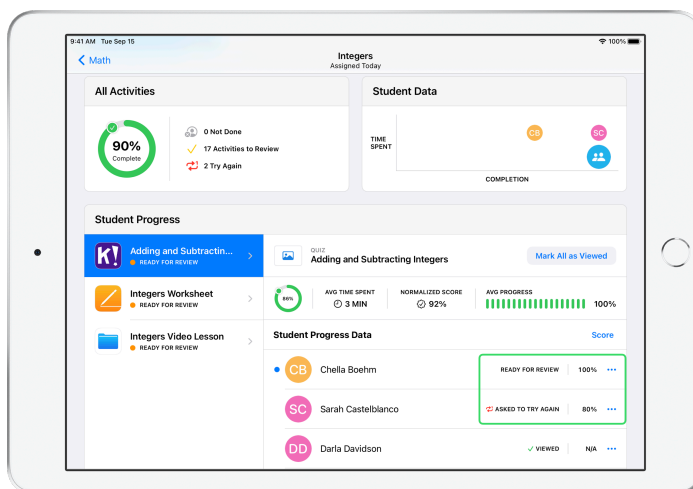 9:41 AM Tue Sep 15
100%
Math
Integers
Assigned Today
All Activities
90%
Complete
0 Not Done
17 Activities to Review
2 Try Again
Student Data
TIME
SPENT
CB
SC
COMPLETION
Student Progress
K!
Adding and Subtractin...
READY FOR REVIEW
Integers Worksheet
READY FOR REVIEW
Integers Video Lesson
READY FOR REVIEW
QUIZ
Adding and Subtracting Integers
Mark All as Viewed
86%
AVG TIME SPENT
3 MIN
NORMALIZED SCORE
92%
AVG PROGRESS
100%
Student Progress Data
Score
CB
Chella Boehm
READY FOR REVIEW
100%
SC
Sarah Castelblanco
ASKED TO TRY AGAIN
80%
DD
Darla Davidson
VIEWED
N/A